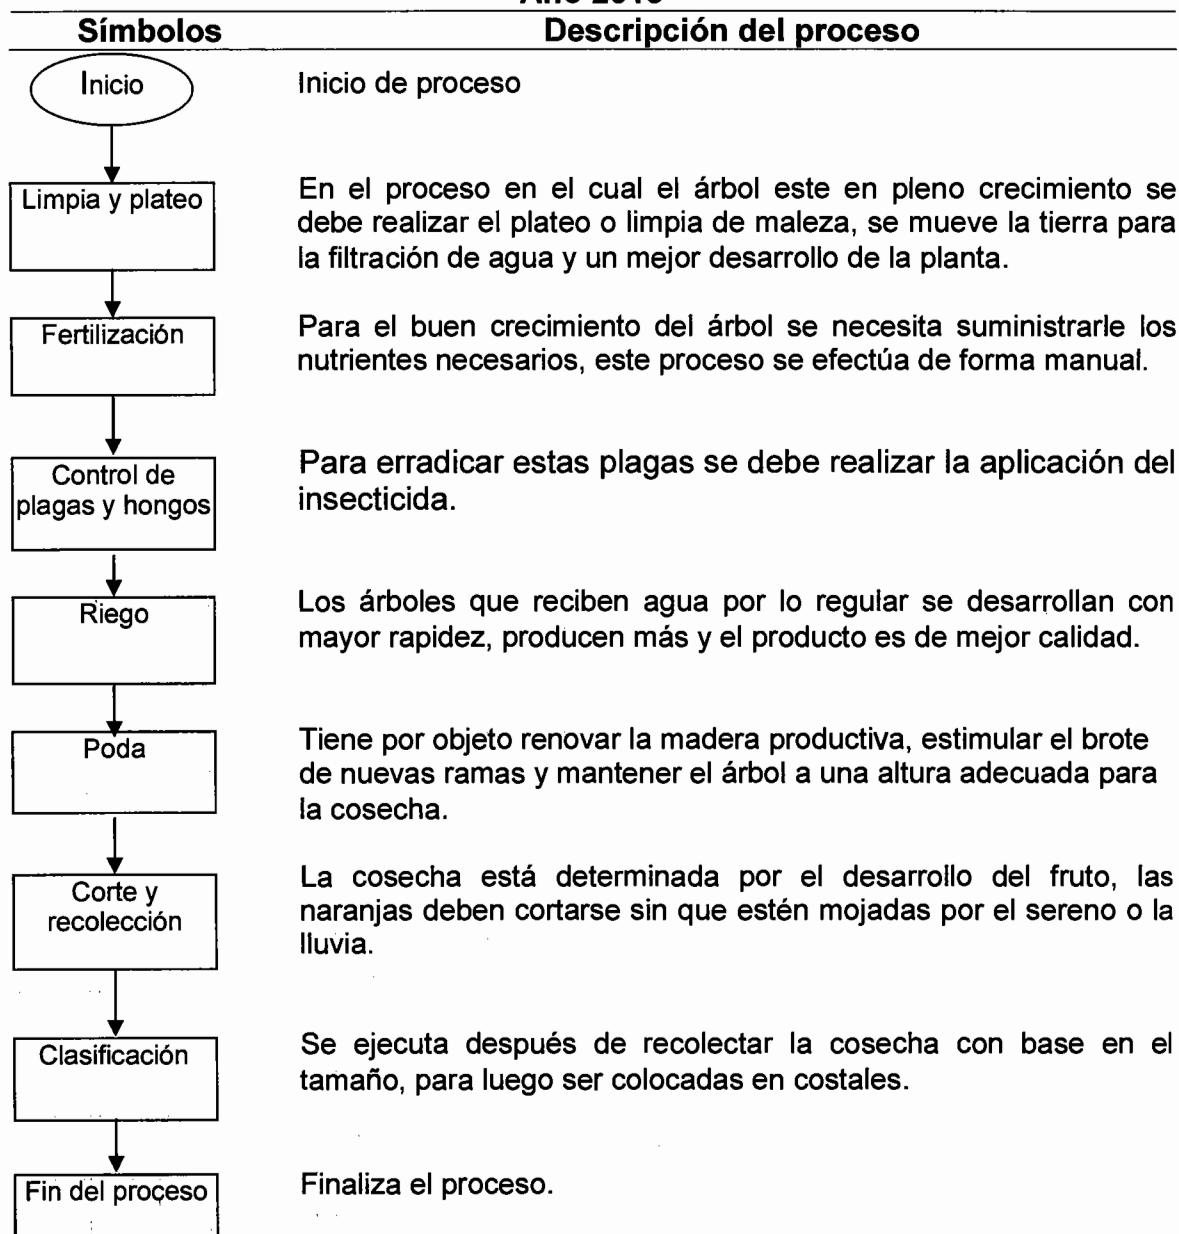 Símbolos Descripción del proceso
Inicio Inicio de proceso
Limpia y plateo
En el proceso en el cual el árbol este en pleno crecimiento se
debe realizar el plateo o limpia de maleza, se mueve la tierra para
la filtración de agua y un mejor desarrollo de la planta.
Fertilización
Para el buen crecimiento del árbol se necesita suministrarle los
nutrientes necesarios, este proceso se efectúa de forma manual.
Control de
plagas y hongos
Para erradicar estas plagas se debe realizar la aplicación del
insecticida.
Riego
Los árboles que reciben agua por lo regular se desarrollan con
mayor rapidez, producen más y el producto es de mejor calidad.
Poda
Tiene por objeto renovar la madera productiva, estimular el brote
de nuevas ramas y mantener el árbol a una altura adecuada para
la cosecha.
Corte y
recolección
La cosecha está determinada por el desarrollo del fruto, las
naranjas deben cortarse sin que estén mojadas por el sereno o la
lluvia.
Clasificación
Se ejecuta después de recolectar la cosecha con base en el
tamaño, para luego ser colocadas en costales.
Fin del proceso
Finaliza el proceso.